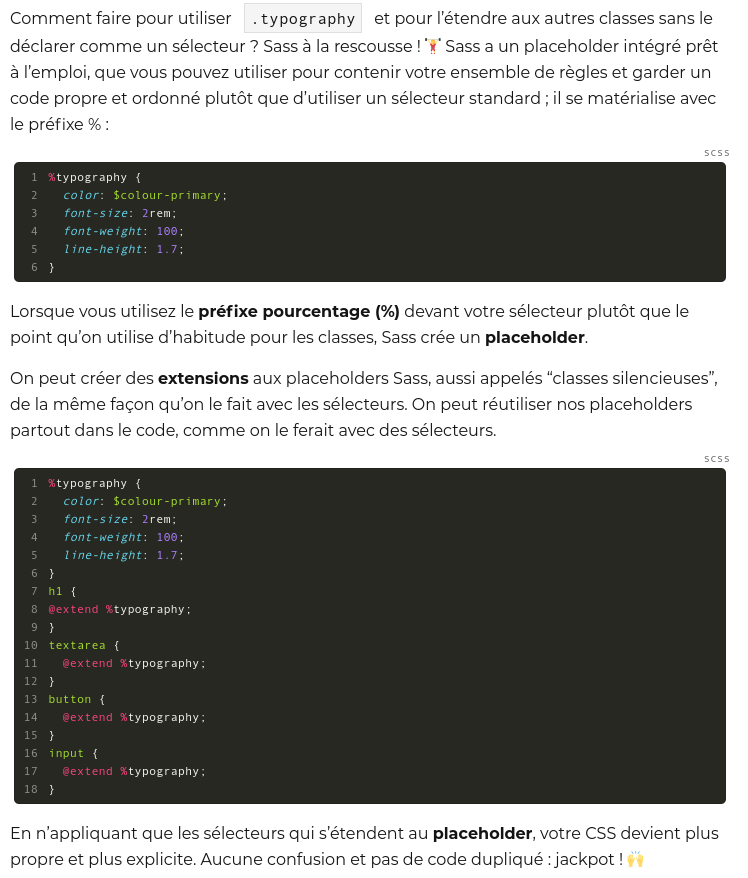 Comment faire pour utiliser .typography et pour l’étendre aux autres classes sans le
déclarer comme un sélecteur ? Sass à la rescousse ! 🏋️ Sass a un placeholder intégré prêt
à l’emploi, que vous pouvez utiliser pour contenir votre ensemble de règles et garder un
code propre et ordonné plutôt que d’utiliser un sélecteur standard ; il se matérialise avec
le préfixe % :
scss
1 %typography {
2   color: $colour-primary;
3   font-size: 2rem;
4   font-weight: 100;
5   line-height: 1.7;
6 }
Lorsque vous utilisez le préfixe pourcentage (%) devant votre sélecteur plutôt que le
point qu’on utilise d’habitude pour les classes, Sass crée un placeholder.
On peut créer des extensions aux placeholders Sass, aussi appelés “classes silencieuses”,
de la même façon qu’on le fait avec les sélecteurs. On peut réutiliser nos placeholders
partout dans le code, comme on le ferait avec des sélecteurs.
scss
1 %typography {
2   color: $colour-primary;
3   font-size: 2rem;
4   font-weight: 100;
5   line-height: 1.7;
6 }
7 h1 {
8 @extend %typography;
9 }
10 textarea {
11   @extend %typography;
12 }
13 button {
14   @extend %typography;
15 }
16 input {
17   @extend %typography;
18 }
En n’appliquant que les sélecteurs qui s’étendent au placeholder, votre CSS devient plus
propre et plus explicite. Aucune confusion et pas de code dupliqué : jackpot ! 🙌